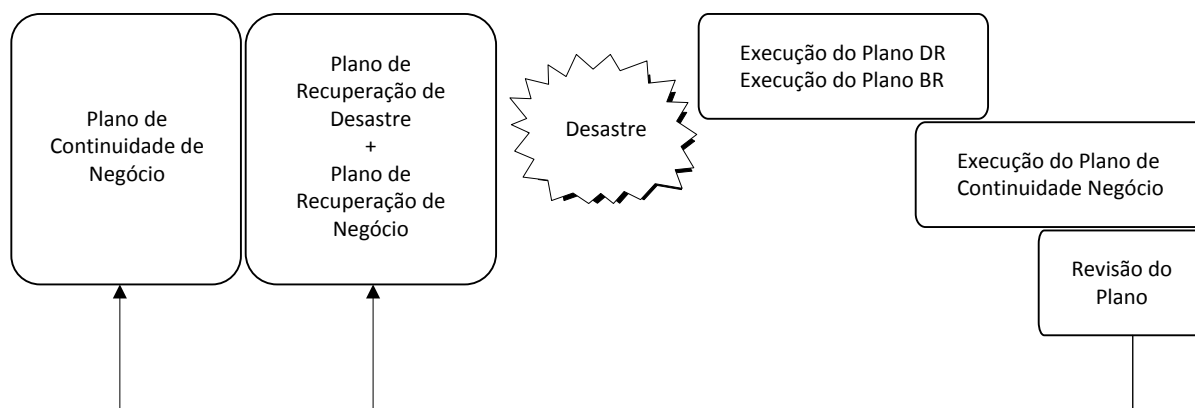 Plano de
Continuidade de
Negócio
Plano de
Recuperação de
Desastre
+
Plano de
Recuperação de
Negócio
Desastre
Execução do Plano DR
Execução do Plano BR
Execução do Plano de
Continuidade Negócio
Revisão do
Plano